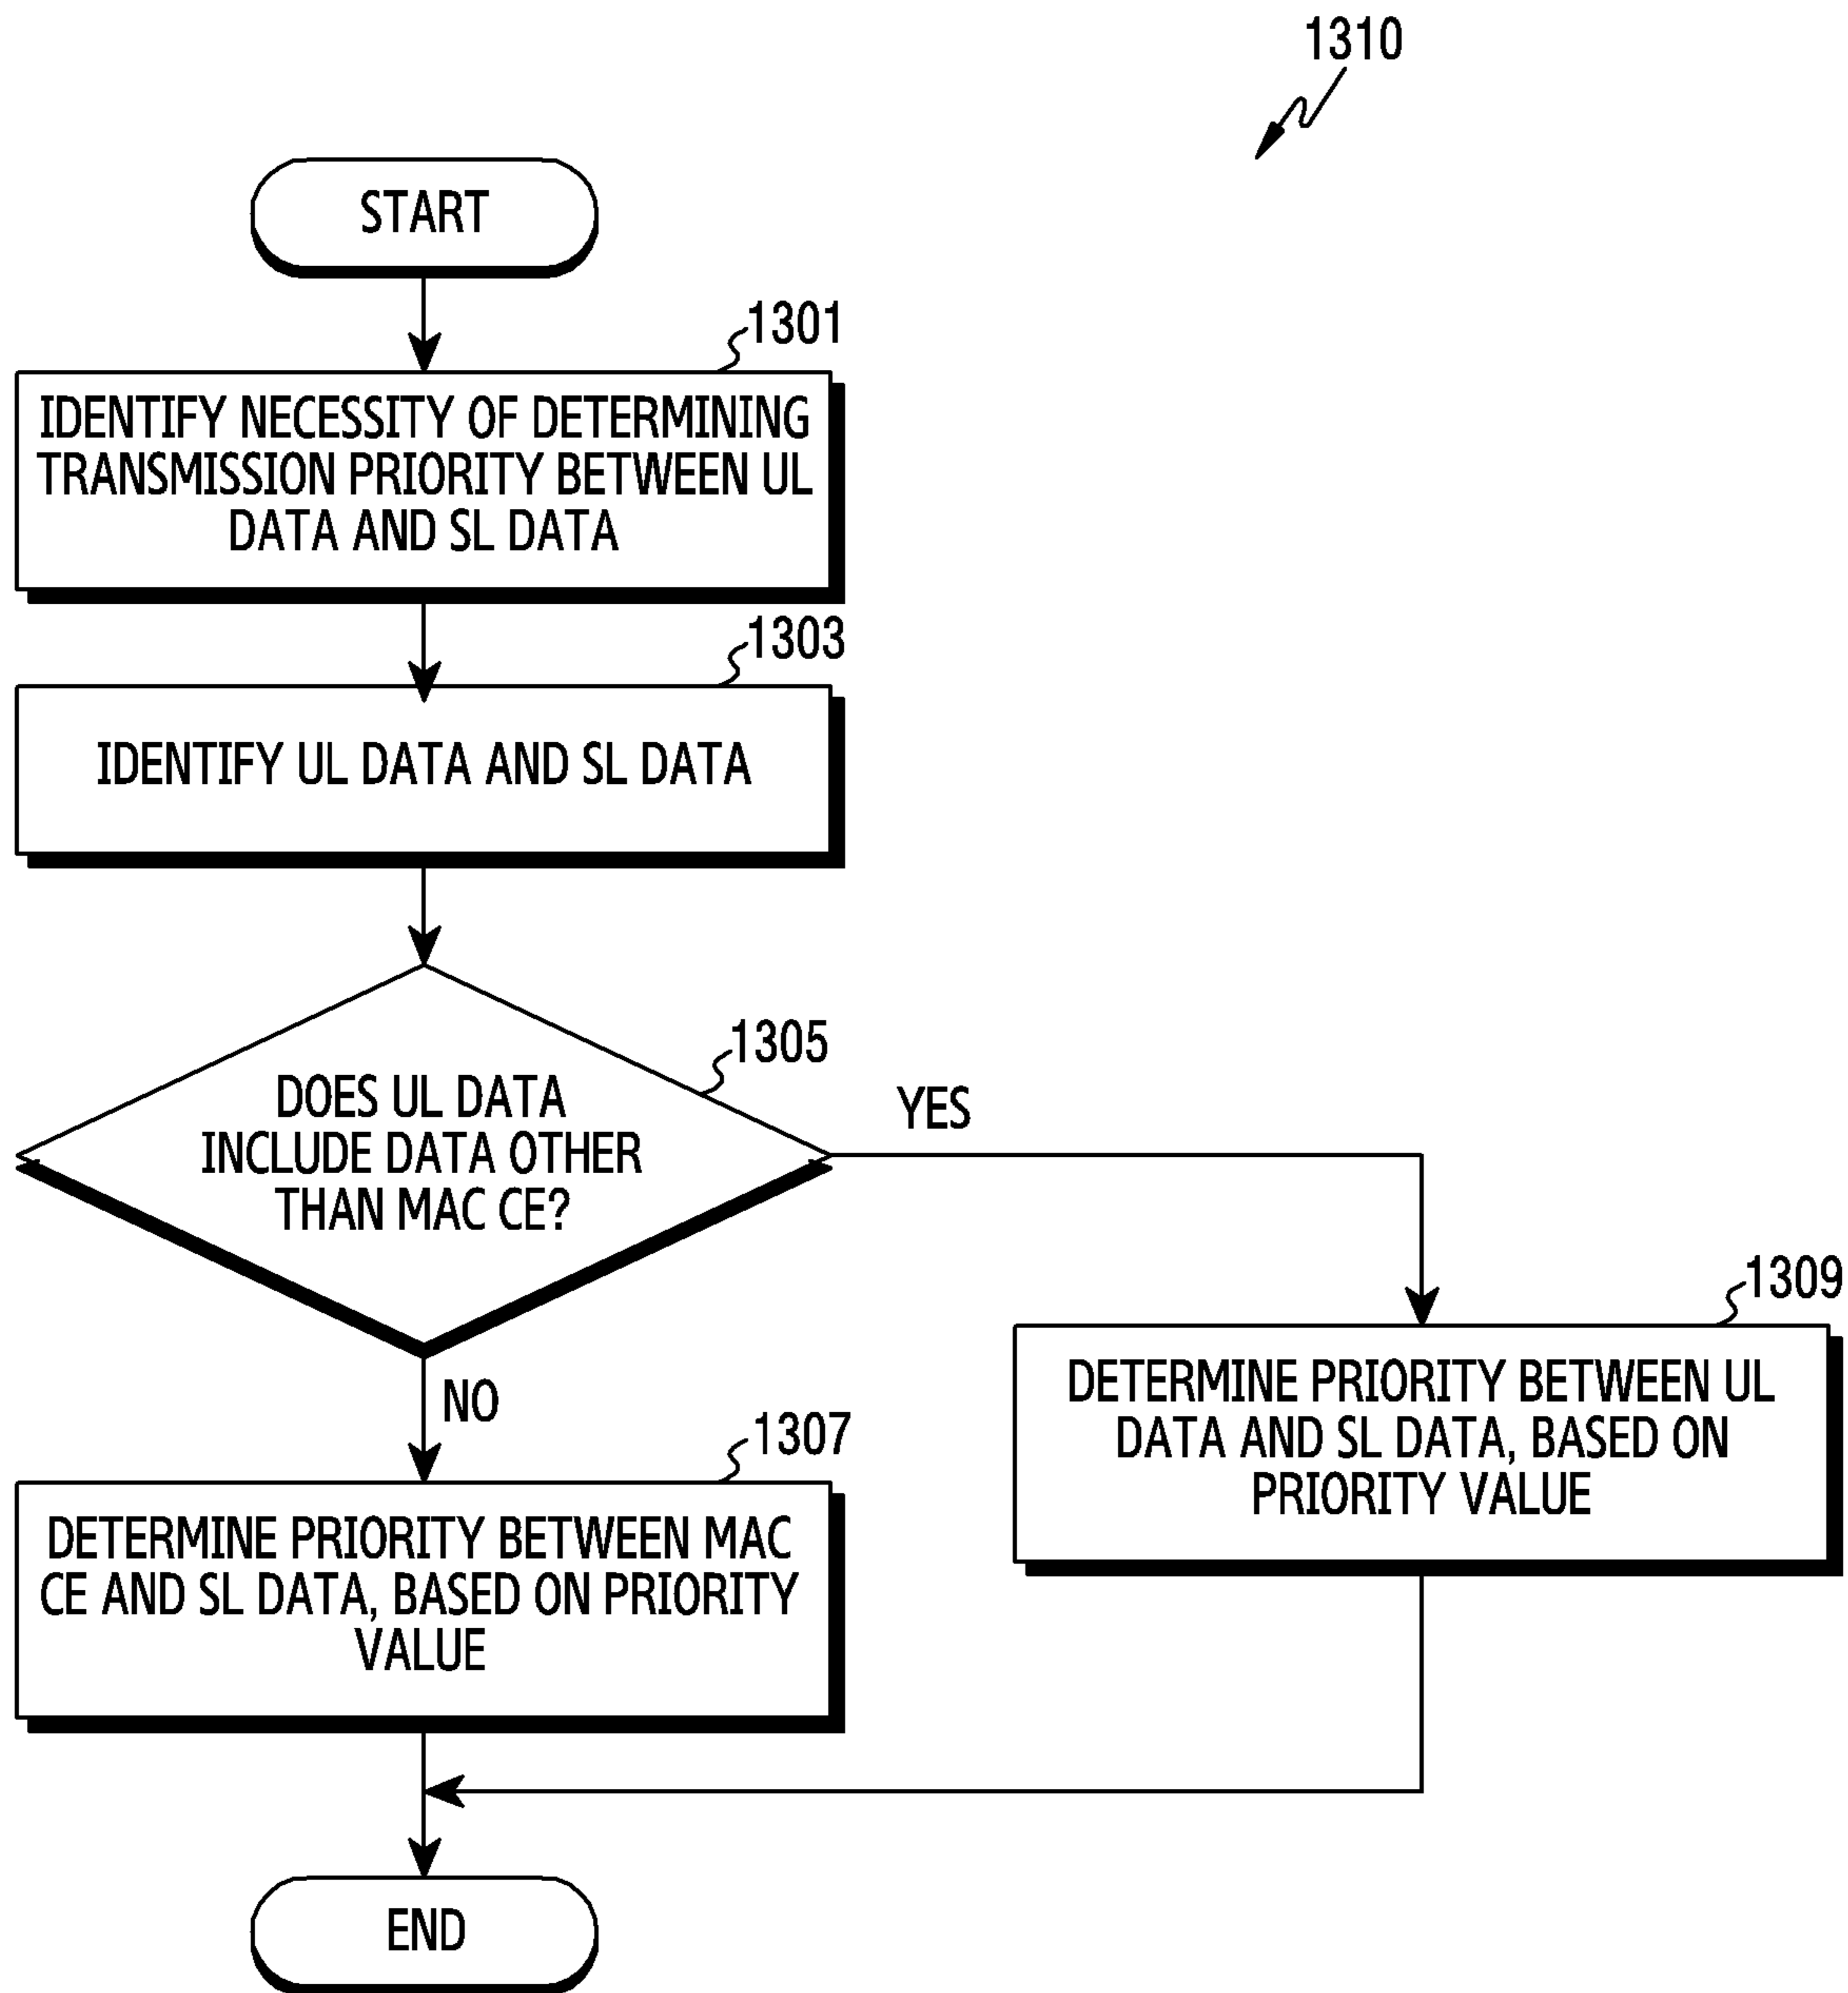 1310
START
1301
IDENTIFY NECESSITY OF DETERMINING
TRANSMISSION PRIORITY BETWEEN UL
DATA AND SL DATA
1303
IDENTIFY UL DATA AND SL DATA
1305
DOES UL DATA
INCLUDE DATA OTHER
THAN MAC CE?
YES
NO
1309
DETERMINE PRIORITY BETWEEN UL
DATA AND SL DATA, BASED ON
PRIORITY VALUE
1307
DETERMINE PRIORITY BETWEEN MAC
CE AND SL DATA, BASED ON PRIORITY
VALUE
END